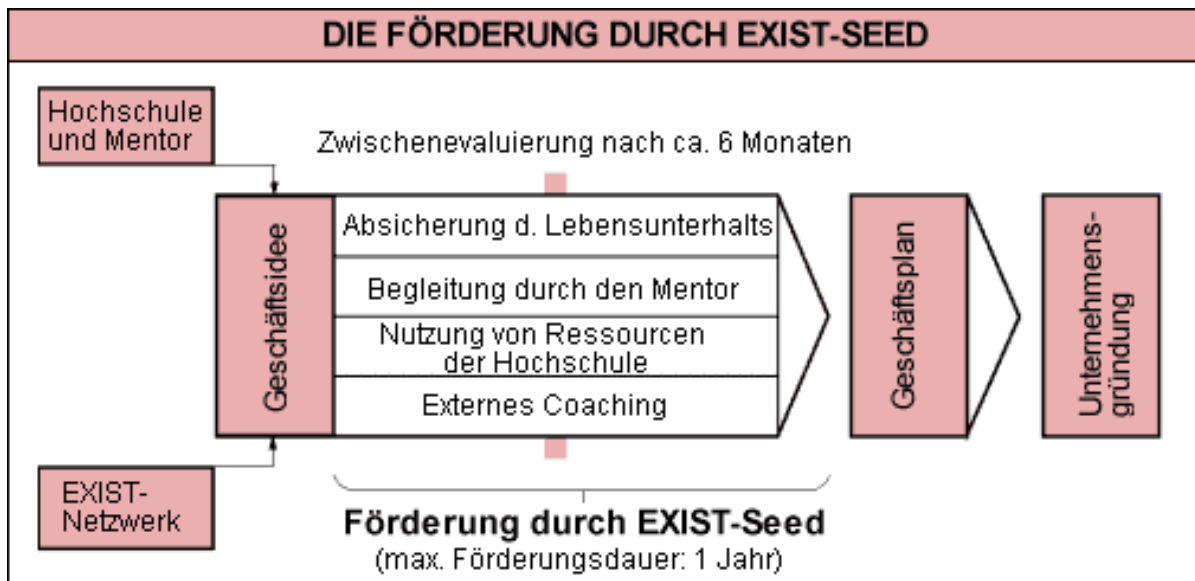 DIE FÖRDERUNG DURCH EXIST-SEED
Hochschule
und Mentor
Zwischenevaluierung nach ca. 6 Monaten
Geschäftsidee
Absicherung d. Lebensunterhalts
Begleitung durch den Mentor
Nutzung von Ressourcen
der Hochschule
Externes Coaching
Geschäftsplan
Unternehmens-
gründung
EXIST-
Netzwerk
Förderung durch EXIST-Seed
(max. Förderungsdauer: 1 Jahr)